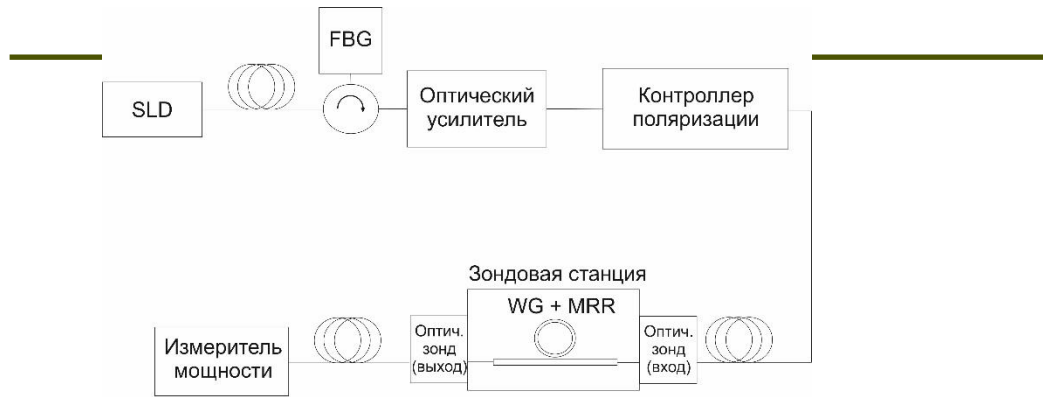 FBG
SLD
Оптический
усилитель
Контроллер
поляризации
Зондовая станция
WG + MRR
Измеритель
мощности
Оптич.
зонд
(выход)
Оптич.
зонд
(вход)